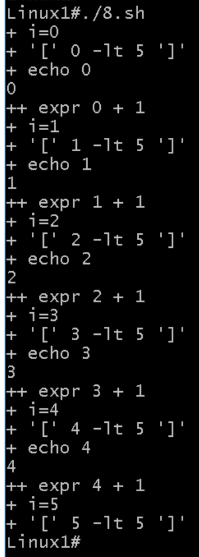 Linux1#./8.sh
+ i=0
+ '[' 0 -lt 5 ']'
+ echo 0
0
++ expr 0 + 1
+ i=1
+ '[' 1 -lt 5 ']'
+ echo 1
1
++ expr 1 + 1
+ i=2
+ '[' 2 -lt 5 ']'
+ echo 2
2
++ expr 2 + 1
+ i=3
+ '[' 3 -lt 5 ']'
+ echo 3
3
++ expr 3 + 1
+ i=4
+ '[' 4 -lt 5 ']'
+ echo 4
4
++ expr 4 + 1
+ i=5
+ '[' 5 -lt 5 ']'
Linux1#